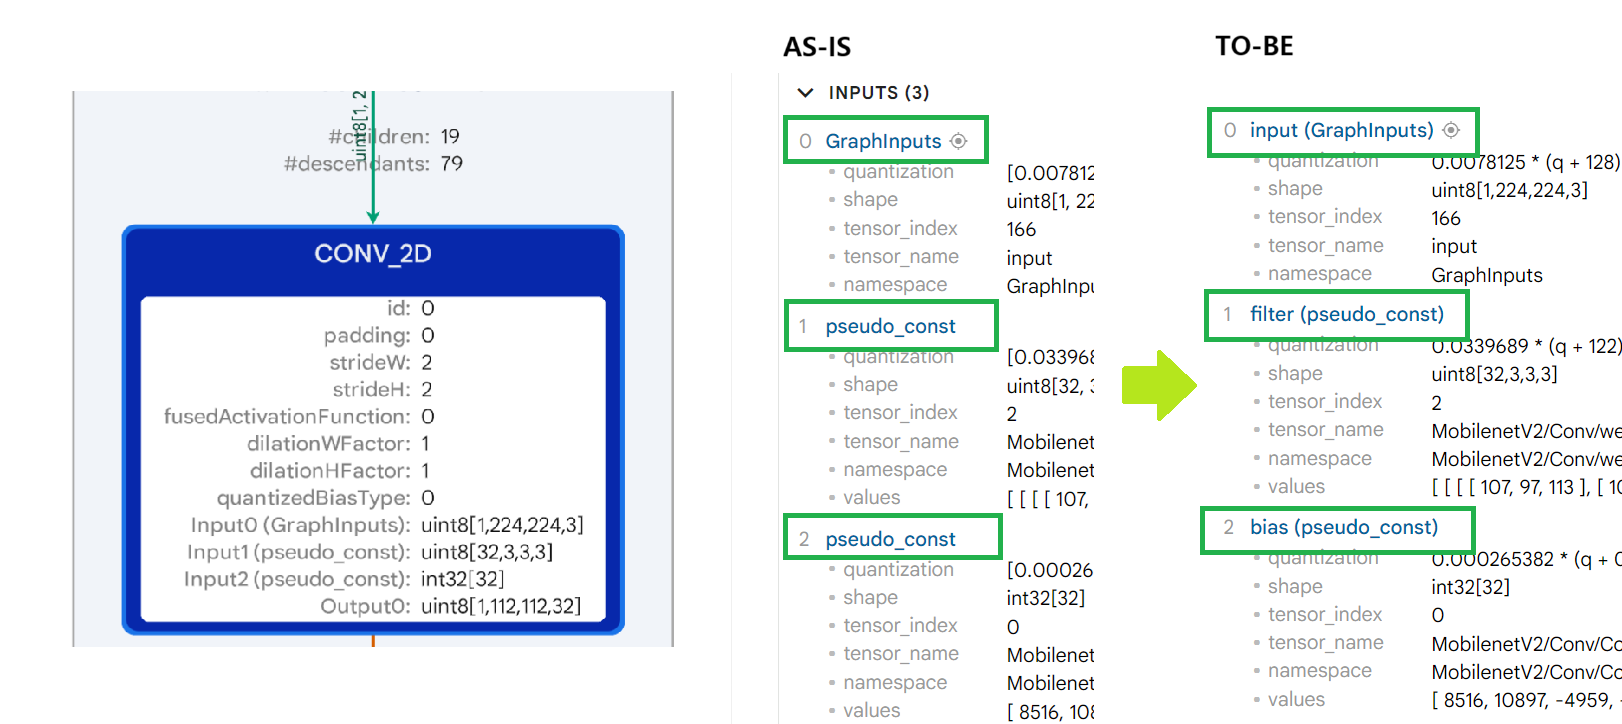 uint8[1, 2
#children: 19
#descendants: 79
CONV_2D
id: 0
padding: 0
strideW: 2
strideH: 2
fusedActivationFunction: 0
dilationWFactor: 1
dilationHFactor: 1
quantizedBiasType: 0
Input0 (GraphInputs): uint8[1,224,224,3]
Input1 (pseudo_const): uint8[32,3,3,3]
Input2 (pseudo_const): int32[32]
Output0: uint8[1,112,112,32]
AS-IS
INPUTS (3)
0 GraphInputs
quantization [0.007812
shape uint8[1, 22
tensor_index 166
tensor_name input
namespace GraphInpu
1 pseudo_const
quantization [0.033968
shape uint8[32, 3
tensor_index 2
tensor_name Mobilenet
namespace Mobilenet
values [ [ [ [ 107,
2 pseudo_const
quantization [0.00026
shape int32[32]
tensor_index 0
tensor_name Mobilenet
namespace Mobilenet
values [ 8516, 108
TO-BE
0 input (GraphInputs)
quantization 0.0078125 * (q + 128)
shape uint8[1,224,224,3]
tensor_index 166
tensor_name input
namespace GraphInputs
1 filter (pseudo_const)
quantization 0.0339689 * (q + 122)
shape uint8[32,3,3,3]
tensor_index 2
tensor_name MobilenetV2/Conv/we
namespace MobilenetV2/Conv/we
values [ [ [ [ 107, 97, 113 ], [ 10
2 bias (pseudo_const)
quantization 0.000265382 * (q + 0
shape int32[32]
tensor_index 0
tensor_name MobilenetV2/Conv/Co
namespace MobilenetV2/Conv/Co
values [ 8516, 10897, -4959, -